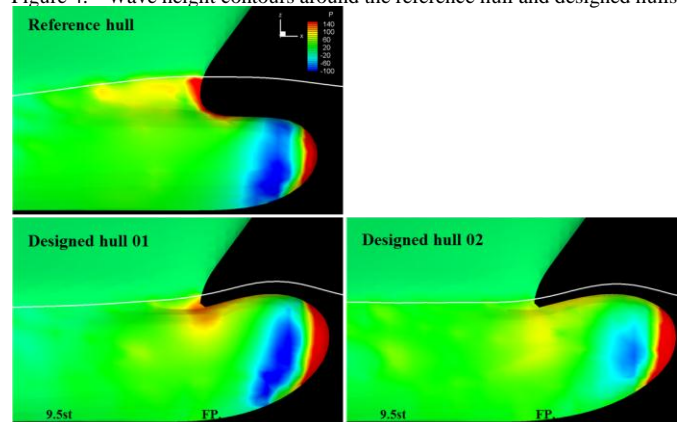 Figure 4. Wave height contours around the reference hull and designed hulls
Reference hull
z
x
P
140
100
60
20
-20
-60
-100
Designed hull 01
Designed hull 02
9.5st
FP.
9.5st
FP.